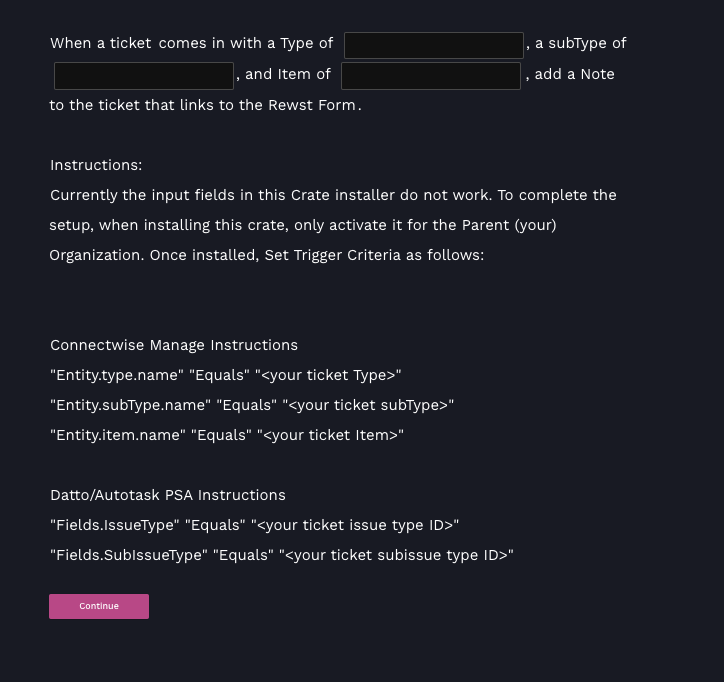 When a ticket comes in with a Type of , a subType of
, and Item of , add a Note
to the ticket that links to the Rewst Form.
Instructions:
Currently the input fields in this Crate installer do not work. To complete the
setup, when installing this crate, only activate it for the Parent (your)
Organization. Once installed, Set Trigger Criteria as follows:
Connectwise Manage Instructions
"Entity.type.name" "Equals" "<your ticket Type>"
"Entity.subType.name" "Equals" "<your ticket subType>"
"Entity.item.name" "Equals" "<your ticket Item>"
Datto/Autotask PSA Instructions
"Fields.IssueType" "Equals" "<your ticket issue type ID>"
"Fields.SubIssueType" "Equals" "<your ticket subissue type ID>"
Continue